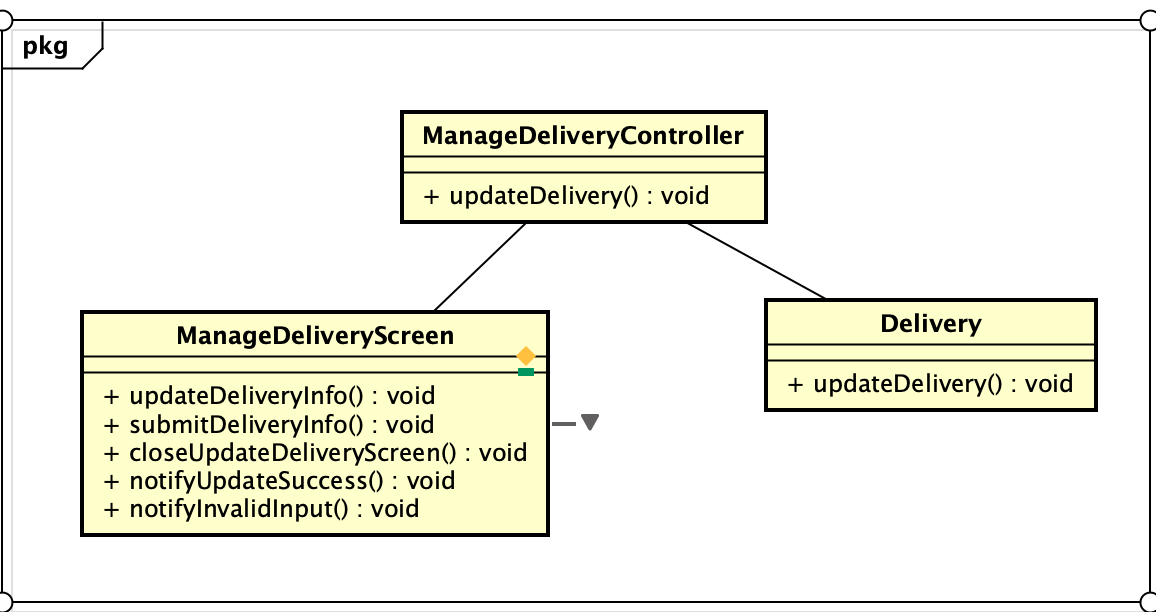 pkg
ManageDeliveryController
+ updateDelivery() : void
ManageDeliveryScreen
+ updateDeliveryInfo() : void
+ submitDeliveryInfo() : void
+ closeUpdateDeliveryScreen() : void
+ notifyUpdateSuccess() : void
+ notifyInvalidInput() : void
Delivery
+ updateDelivery() : void